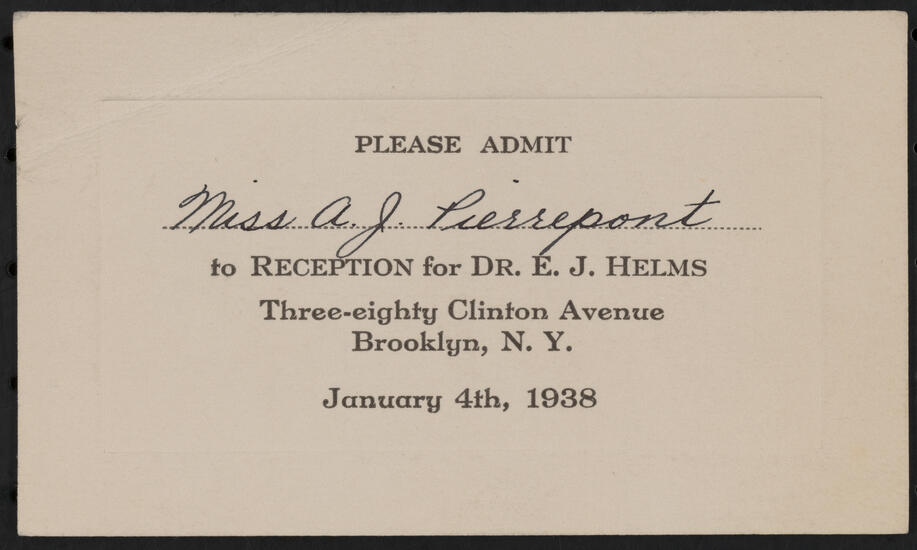 PLEASE ADMIT
Miss A. J. Pierrepont
to RECEPTION for DR. E. J. HELMS
Three-eighty Clinton Avenue
Brooklyn, N. Y.
January 4th, 1938